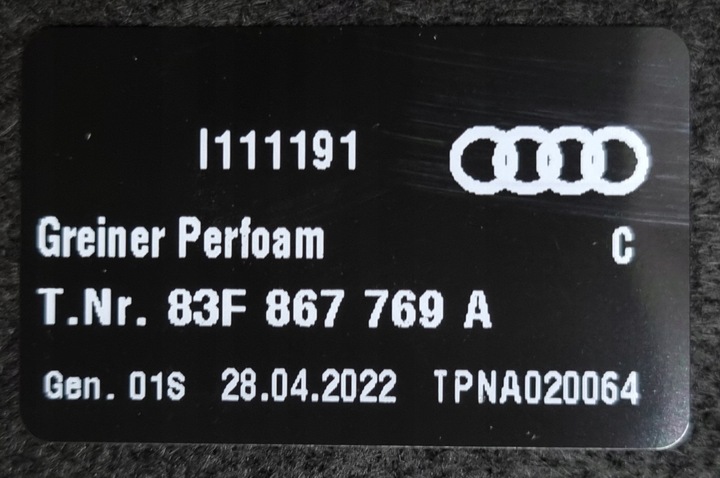 I111191
Greiner Perfoam C
T.Nr. 83F 867 769 A
Gen. 01S 28.04.2022 TPNA020064